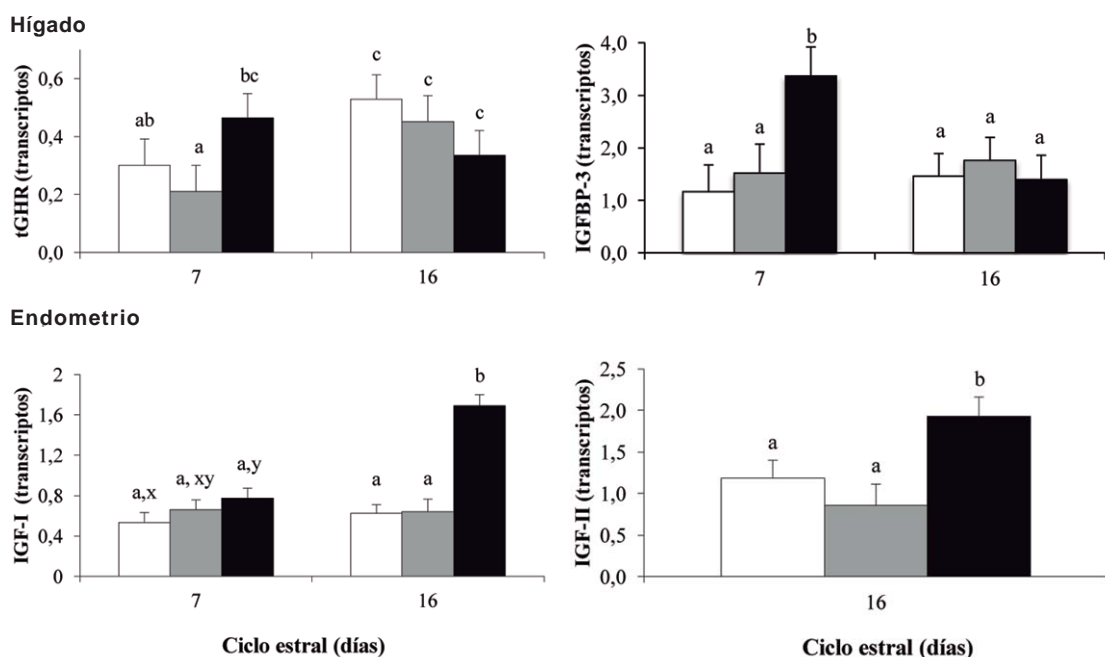 Hígado
tGHR (transcriptos)
0,6
0,4
0,2
0,0
ab
a
bc
c
c
c
7
16
IGFBP-3 (transcriptos)
4,0
3,0
2,0
1,0
0,0
a
a
b
a
a
a
7
16
Endometrio
IGF-I (transcriptos)
2
1,6
1,2
0,8
0,4
0
a,x
a, xy
a,y
a
a
b
7
16
Ciclo estral (días)
IGF-II (transcriptos)
2,5
2,0
1,5
1,0
0,5
0,0
a
a
b
16
Ciclo estral (días)